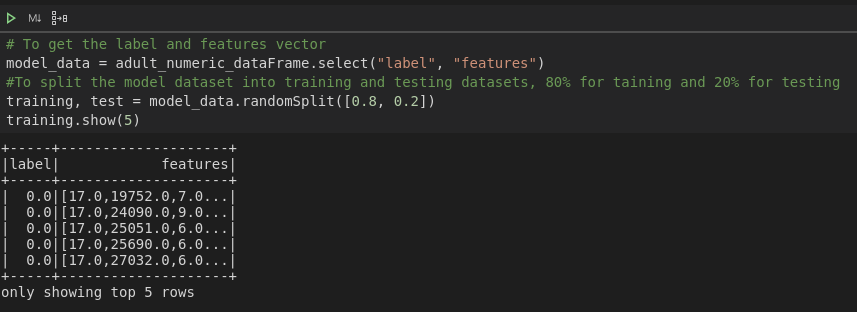 M↓
# To get the label and features vector
model_data = adult_numeric_dataFrame.select("label", "features")
#To split the model dataset into training and testing datasets, 80% for taining and 20% for testing
training, test = model_data.randomSplit([0.8, 0.2])
training.show(5)
+-----+--------------------+
|label|            features|
+-----+--------------------+
|  0.0|[17.0,19752.0,7.0...|
|  0.0|[17.0,24090.0,9.0...|
|  0.0|[17.0,25051.0,6.0...|
|  0.0|[17.0,25690.0,6.0...|
|  0.0|[17.0,27032.0,6.0...|
+-----+--------------------+
only showing top 5 rows